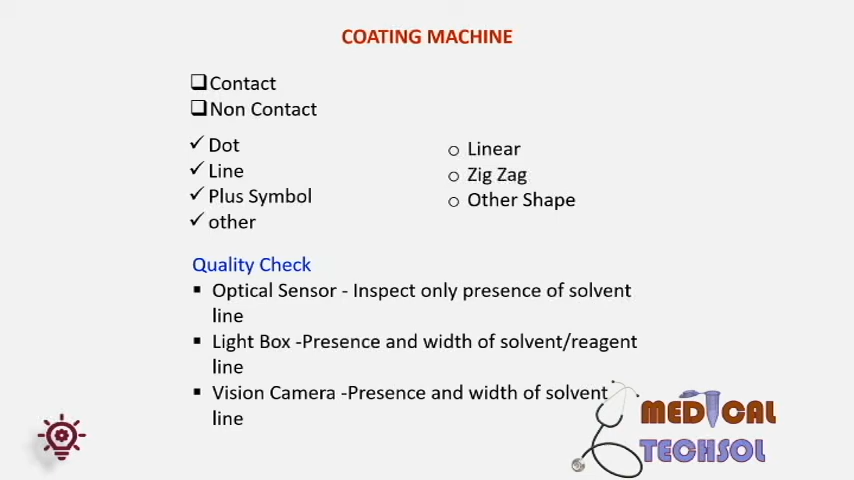 COATING MACHINE
Contact
Non Contact
Dot
Line
Plus Symbol
other
Linear
Zig Zag
Other Shape
Quality Check
Optical Sensor - Inspect only presence of solvent
line
Light Box -Presence and width of solvent/reagent
line
Vision Camera -Presence and width of solvent
line
MEDICAL
TECHSOL